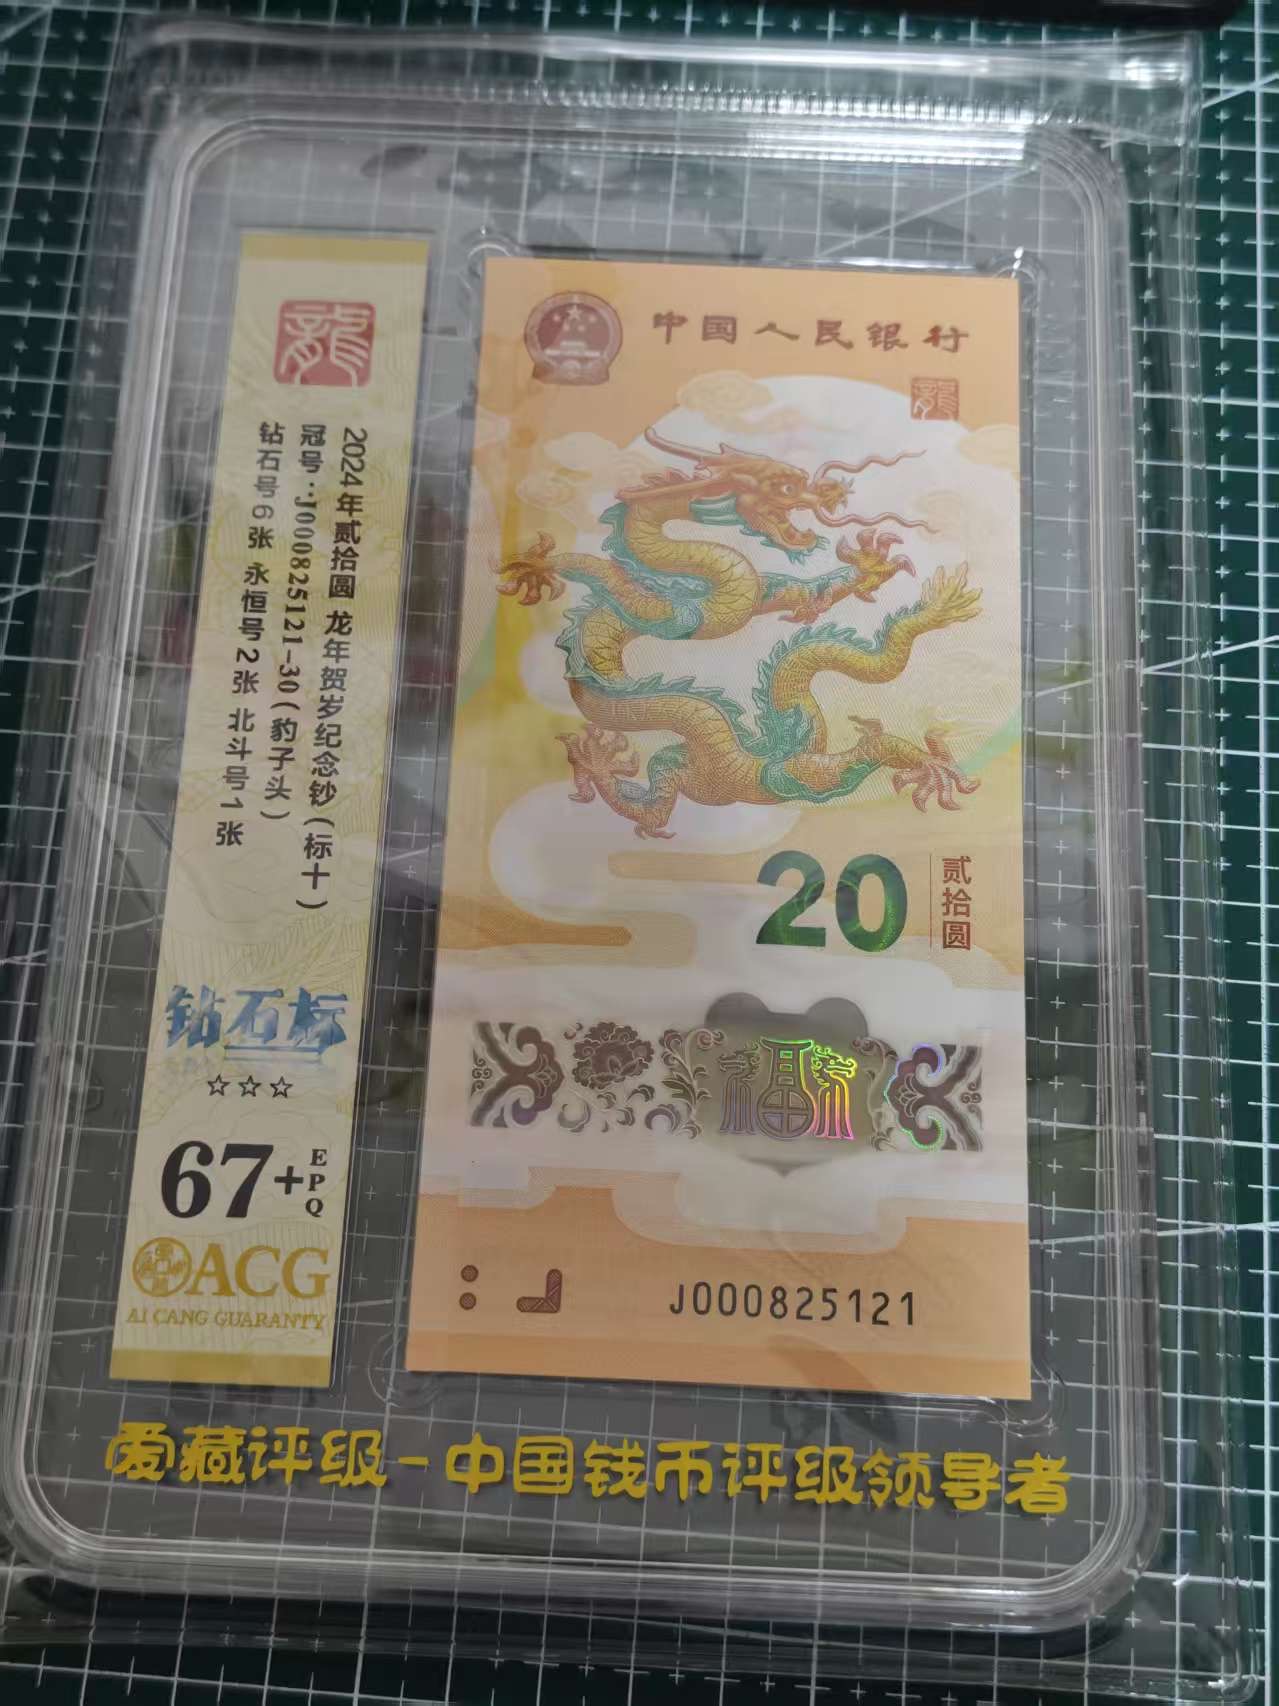 龍
2024年贰拾圆 龙年贺岁纪念钞(标十)
冠号:J000825121-30(豹子头)
钻石号6张 永恒号2张 北斗号1张
钻石标
☆☆☆
67+EPQ
ACG
AI CANG GUARANTY
中国人民银行
龍
20
贰拾圆
福
J000825121
爱藏评级-中国钱币评级领导者